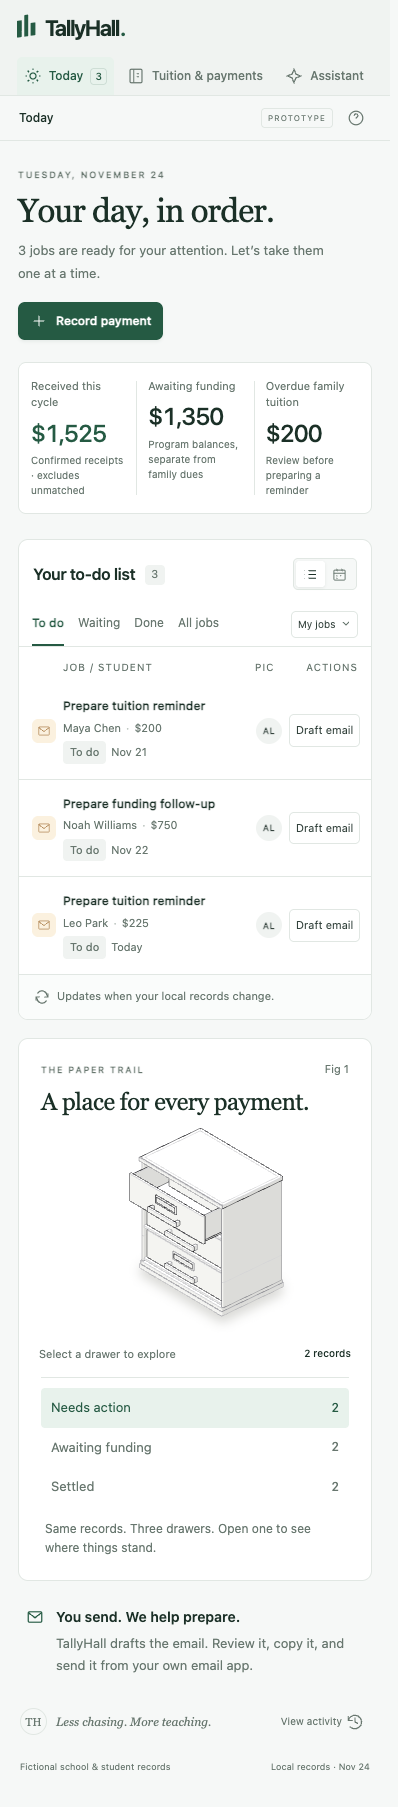 TallyHall.
Today 3 Tuition & payments Assistant
Today PROTOTYPE
TUESDAY, NOVEMBER 24
Your day, in order.
3 jobs are ready for your attention. Let's take them
one at a time.
+ Record payment
Received this
cycle
$1,525
Confirmed receipts
· excludes
unmatched
Awaiting funding
$1,350
Program balances,
separate from
family dues
Overdue family
tuition
$200
Review before
preparing a
reminder
Your to-do list 3
To do Waiting Done All jobs My jobs
JOB / STUDENT PIC ACTIONS
Prepare tuition reminder
Maya Chen · $200
To do Nov 21
AL Draft email
Prepare funding follow-up
Noah Williams · $750
To do Nov 22
AL Draft email
Prepare tuition reminder
Leo Park · $225
To do Today
AL Draft email
Updates when your local records change.
THE PAPER TRAIL Fig 1
A place for every payment.
Select a drawer to explore 2 records
Needs action 2
Awaiting funding 2
Settled 2
Same records. Three drawers. Open one to see
where things stand.
You send. We help prepare.
TallyHall drafts the email. Review it, copy it, and
send it from your own email app.
TH Less chasing. More teaching. View activity
Fictional school & student records Local records · Nov 24